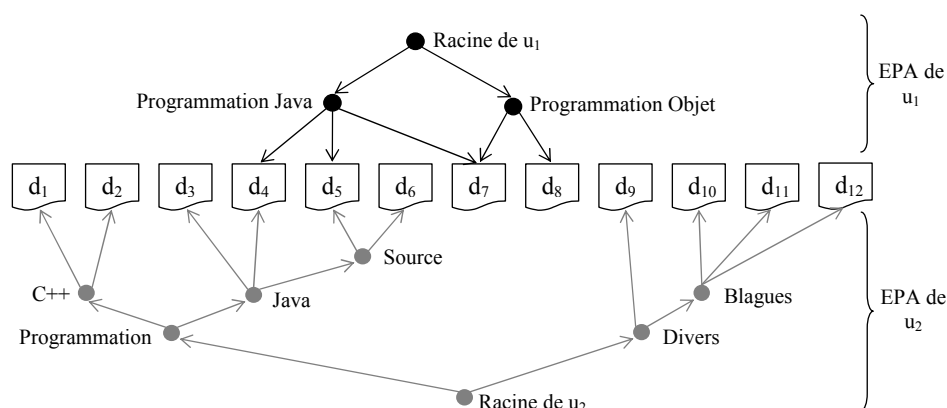 Racine de u1
EPA de
u1
Programmation Java
Programmation Objet
d1 d2 d3 d4 d5 d6 d7 d8 d9 d10 d11 d12
Source
C++
Java
Blagues
EPA de
u2
Programmation
Divers
Racine de u2